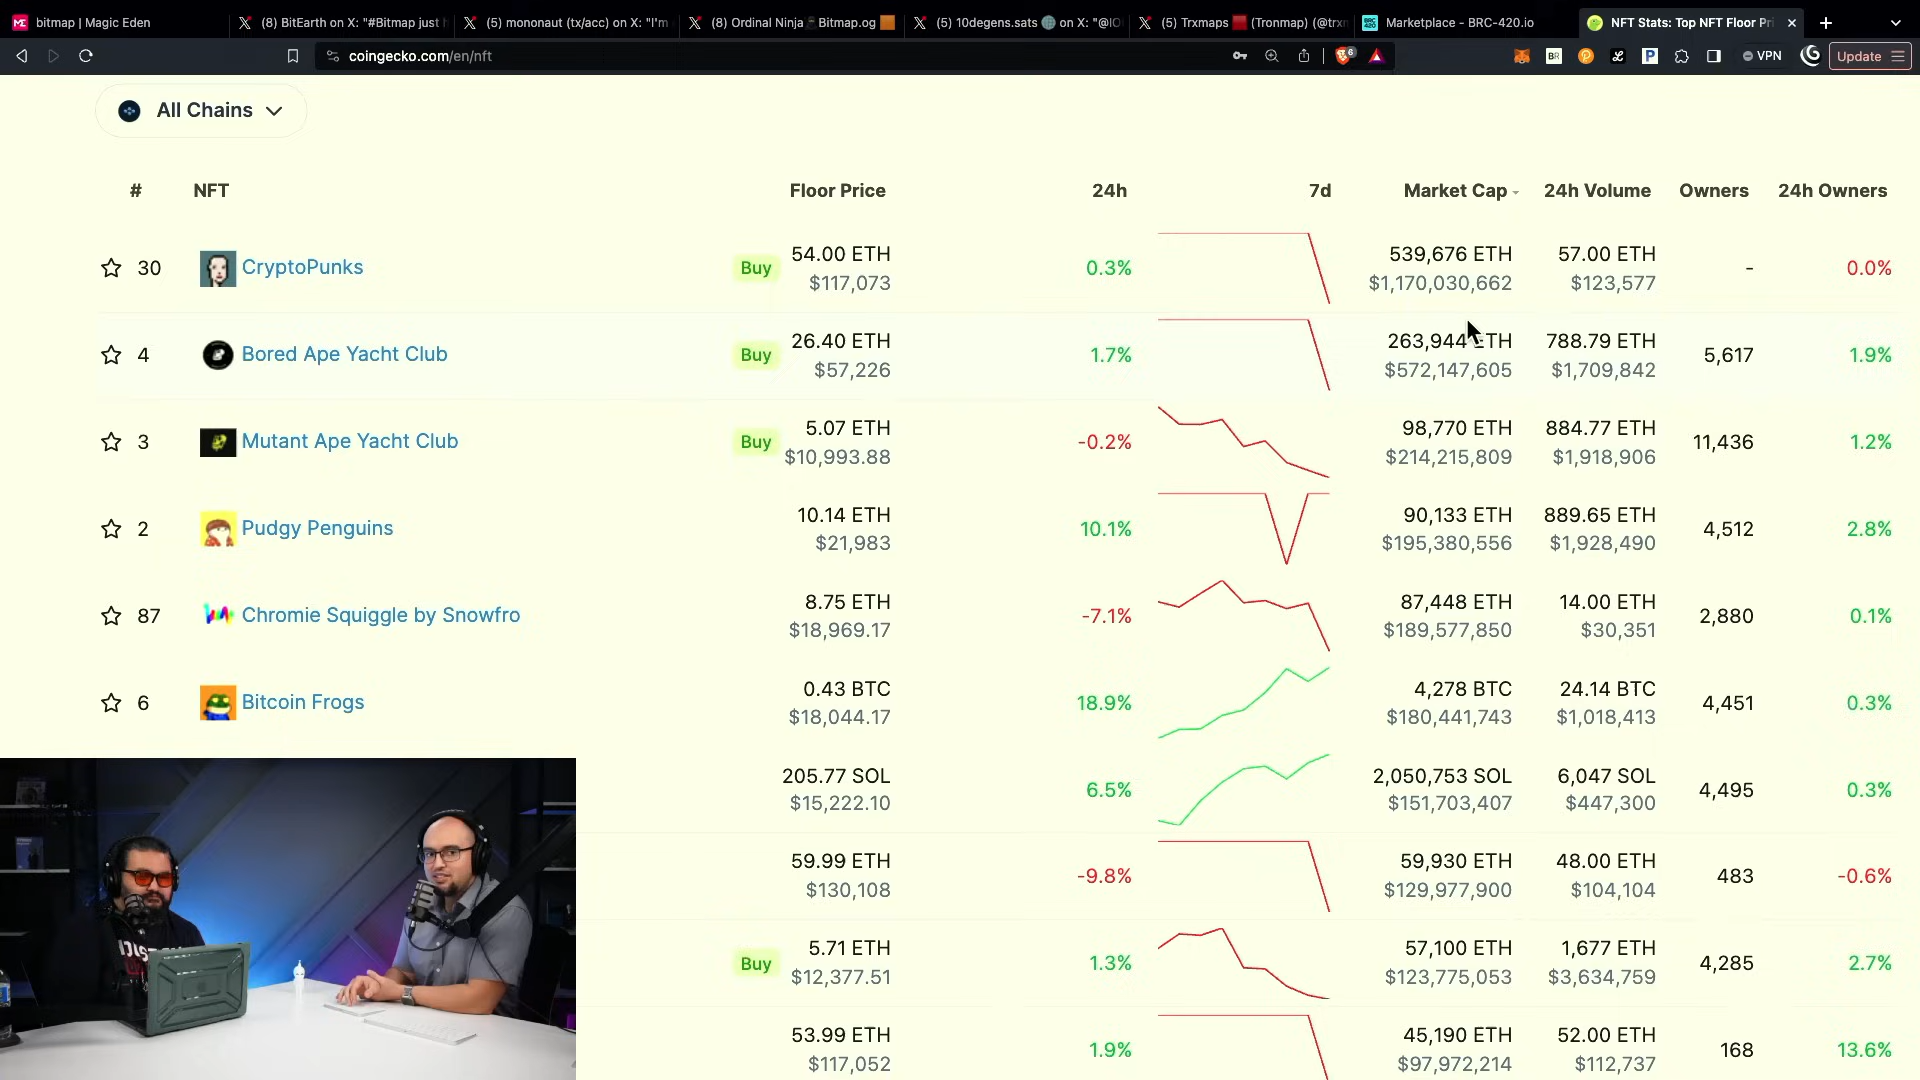 bitmap | Magic Eden
(8) BitEarth on X: "#Bitmap just h
(5) mononaut (tx/acc) on X: "I'm
(8) Ordinal Ninja Bitmap.og
(5) 10degens.sats on X: "@IO
(5) Trxmaps (Tronmap) (@trxm
Marketplace - BRC-420.io
NFT Stats: Top NFT Floor Pri
coingecko.com/en/nft
6
VPN
Update
All Chains
# NFT Floor Price 24h 7d Market Cap 24h Volume Owners 24h Owners
30 CryptoPunks Buy 54.00 ETH 0.3% 539,676 ETH 57.00 ETH - 0.0%
$117,073 $1,170,030,662 $123,577
4 Bored Ape Yacht Club Buy 26.40 ETH 1.7% 263,944 ETH 788.79 ETH 5,617 1.9%
$57,226 $572,147,605 $1,709,842
3 Mutant Ape Yacht Club Buy 5.07 ETH -0.2% 98,770 ETH 884.77 ETH 11,436 1.2%
$10,993.88 $214,215,809 $1,918,906
2 Pudgy Penguins 10.14 ETH 10.1% 90,133 ETH 889.65 ETH 4,512 2.8%
$21,983 $195,380,556 $1,928,490
87 Chromie Squiggle by Snowfro 8.75 ETH -7.1% 87,448 ETH 14.00 ETH 2,880 0.1%
$18,969.17 $189,577,850 $30,351
6 Bitcoin Frogs 0.43 BTC 18.9% 4,278 BTC 24.14 BTC 4,451 0.3%
$18,044.17 $180,441,743 $1,018,413
205.77 SOL 6.5% 2,050,753 SOL 6,047 SOL 4,495 0.3%
$15,222.10 $151,703,407 $447,300
59.99 ETH -9.8% 59,930 ETH 48.00 ETH 483 -0.6%
$130,108 $129,977,900 $104,104
Buy 5.71 ETH 1.3% 57,100 ETH 1,677 ETH 4,285 2.7%
$12,377.51 $123,775,053 $3,634,759
53.99 ETH 1.9% 45,190 ETH 52.00 ETH 168 13.6%
$117,052 $97,972,214 $112,737